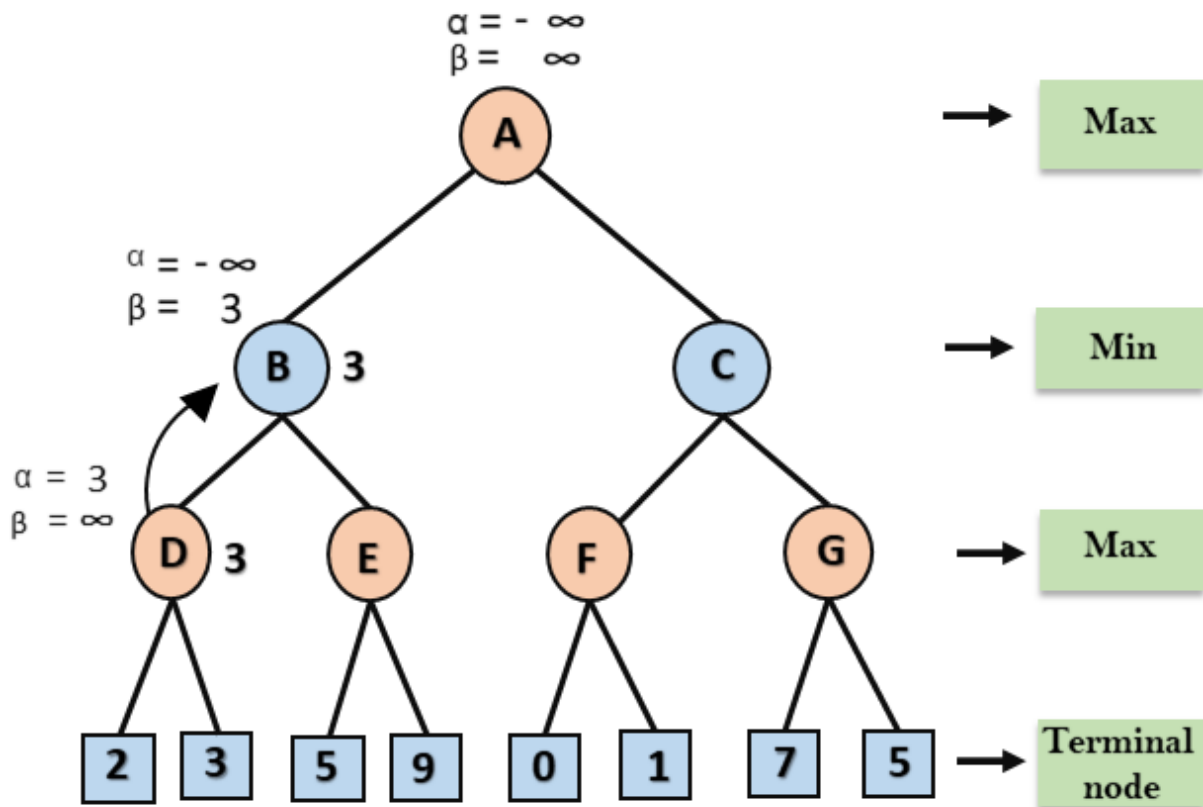 α = - ∞
β = ∞
A
Max
α = - ∞
β = 3
B 3
C
Min
α = 3
β = ∞
D 3
E
F
G
Max
2
3
5
9
0
1
7
5
Terminal
node